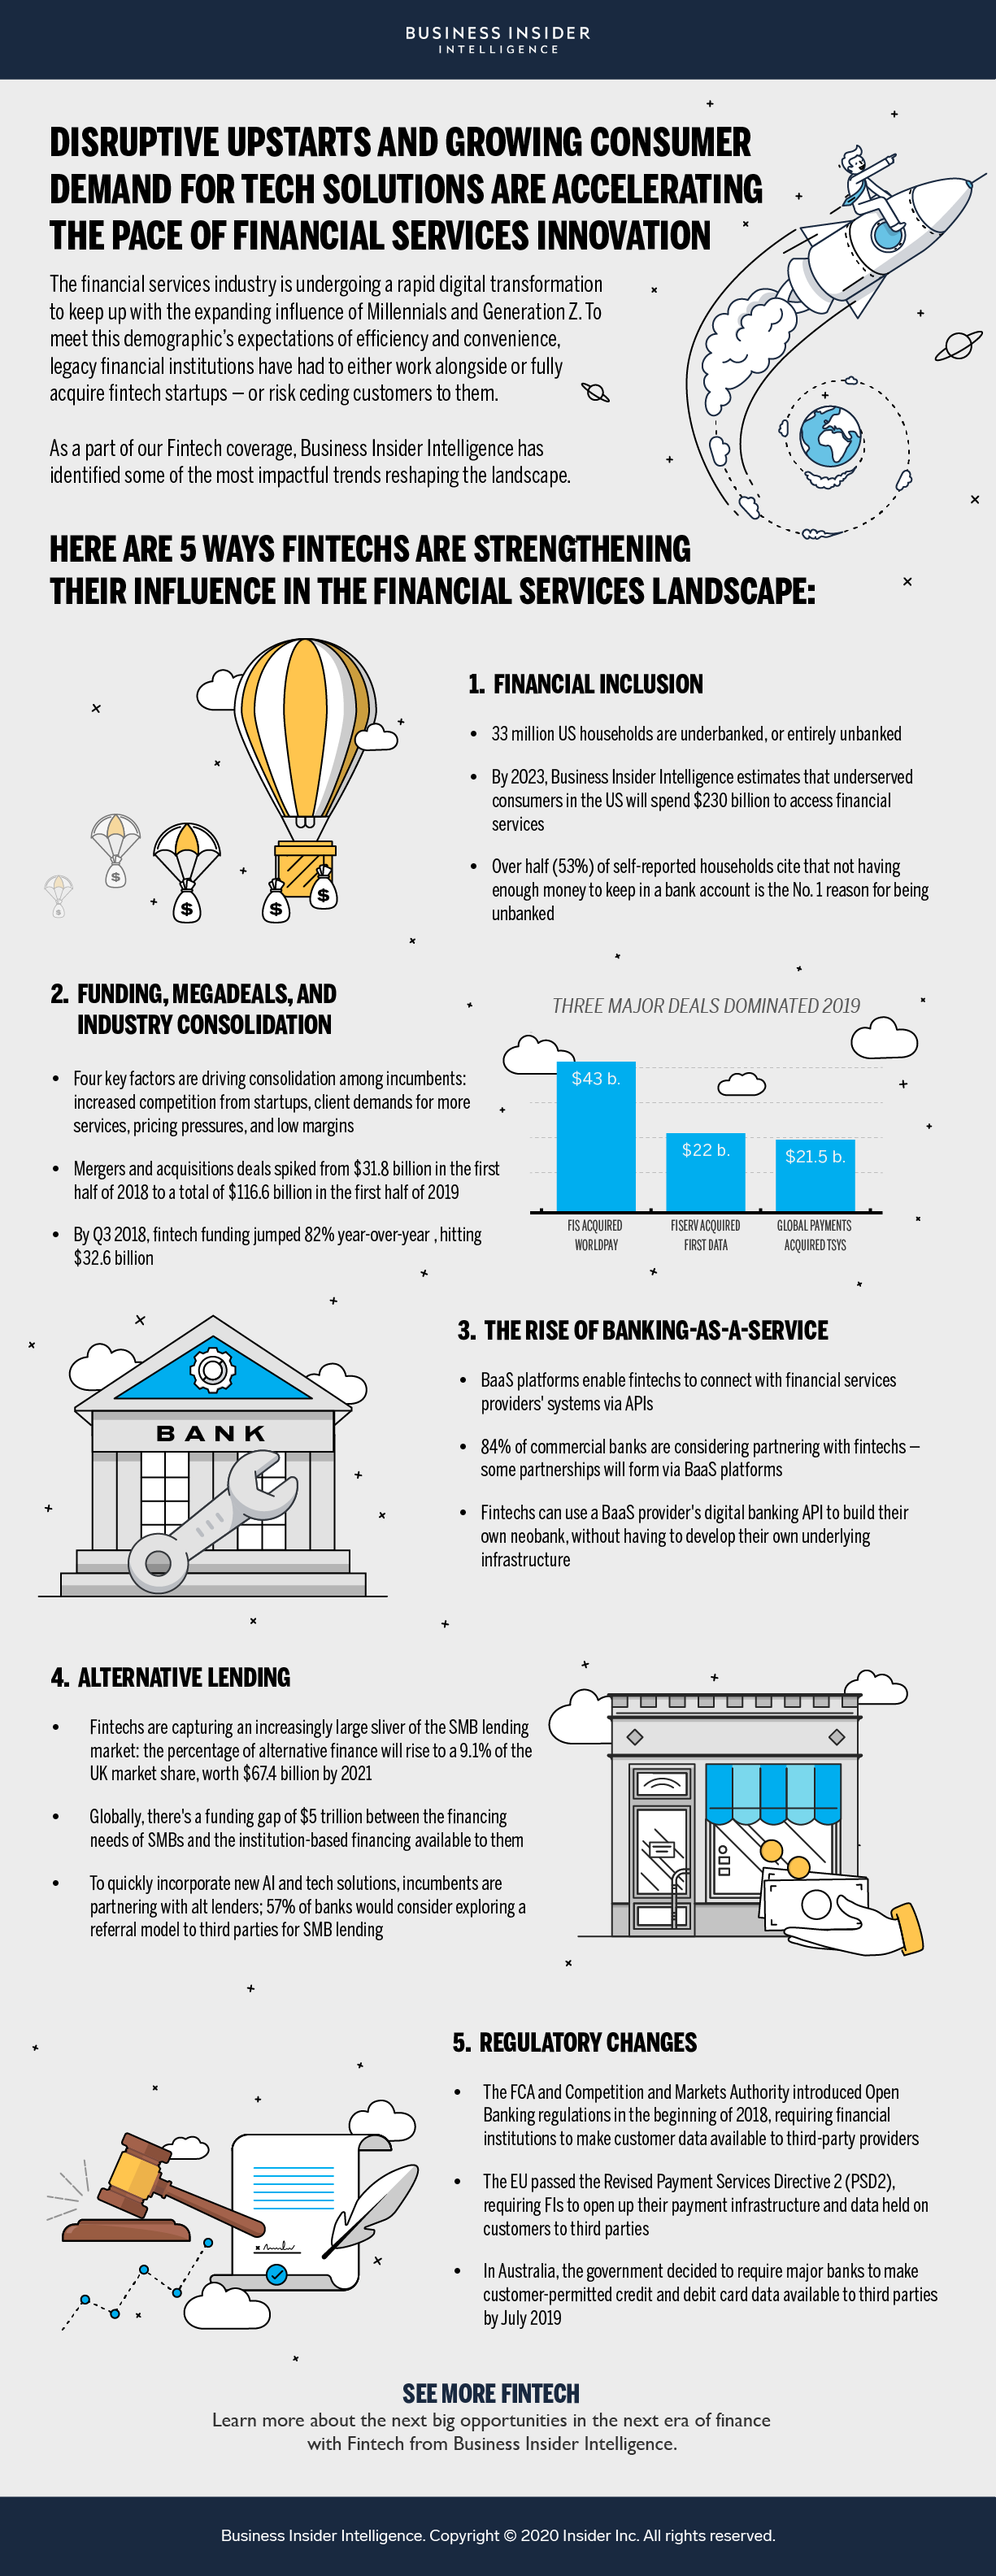 BUSINESS INSIDER
INTELLIGENCE
DISRUPTIVE UPSTARTS AND GROWING CONSUMER
DEMAND FOR TECH SOLUTIONS ARE ACCELERATING
THE PACE OF FINANCIAL SERVICES INNOVATION
The financial services industry is undergoing a rapid digital transformation
to keep up with the expanding influence of Millennials and Generation Z. To
meet this demographic's expectations of efficiency and convenience,
legacy financial institutions have had to either work alongside or fully
acquire fintech startups – or risk ceding customers to them.
As a part of our Fintech coverage, Business Insider Intelligence has
identified some of the most impactful trends reshaping the landscape.
HERE ARE 5 WAYS FINTECHS ARE STRENGTHENING
THEIR INFLUENCE IN THE FINANCIAL SERVICES LANDSCAPE:
1. FINANCIAL INCLUSION
• 33 million US households are underbanked, or entirely unbanked
• By 2023, Business Insider Intelligence estimates that underserved
consumers in the US will spend $230 billion to access financial
services
• Over half (53%) of self-reported households cite that not having
enough money to keep in a bank account is the No. 1 reason for being
unbanked
$
$
$
$
$
2. FUNDING, MEGADEALS, AND
INDUSTRY CONSOLIDATION
• Four key factors are driving consolidation among incumbents:
increased competition from startups, client demands for more
services, pricing pressures, and low margins
• Mergers and acquisitions deals spiked from $31.8 billion in the first
half of 2018 to a total of $116.6 billion in the first half of 2019
• By Q3 2018, fintech funding jumped 82% year-over-year , hitting
$32.6 billion
THREE MAJOR DEALS DOMINATED 2019
$43 b.
$22 b.
$21.5 b.
FIS ACQUIRED
WORLDPAY
FISERV ACQUIRED
FIRST DATA
GLOBAL PAYMENTS
ACQUIRED TSYS
BANK
3. THE RISE OF BANKING-AS-A-SERVICE
• BaaS platforms enable fintechs to connect with financial services
providers' systems via APIs
• 84% of commercial banks are considering partnering with fintechs –
some partnerships will form via BaaS platforms
• Fintechs can use a BaaS provider's digital banking API to build their
own neobank, without having to develop their own underlying
infrastructure
4. ALTERNATIVE LENDING
• Fintechs are capturing an increasingly large sliver of the SMB lending
market: the percentage of alternative finance will rise to a 9.1% of the
UK market share, worth $67.4 billion by 2021
• Globally, there's a funding gap of $5 trillion between the financing
needs of SMBs and the institution-based financing available to them
• To quickly incorporate new AI and tech solutions, incumbents are
partnering with alt lenders; 57% of banks would consider exploring a
referral model to third parties for SMB lending
5. REGULATORY CHANGES
• The FCA and Competition and Markets Authority introduced Open
Banking regulations in the beginning of 2018, requiring financial
institutions to make customer data available to third-party providers
• The EU passed the Revised Payment Services Directive 2 (PSD2),
requiring FIs to open up their payment infrastructure and data held on
customers to third parties
• In Australia, the government decided to require major banks to make
customer-permitted credit and debit card data available to third parties
by July 2019
SEE MORE FINTECH
Learn more about the next big opportunities in the next era of finance
with Fintech from Business Insider Intelligence.
Business Insider Intelligence. Copyright © 2020 Insider Inc. All rights reserved.